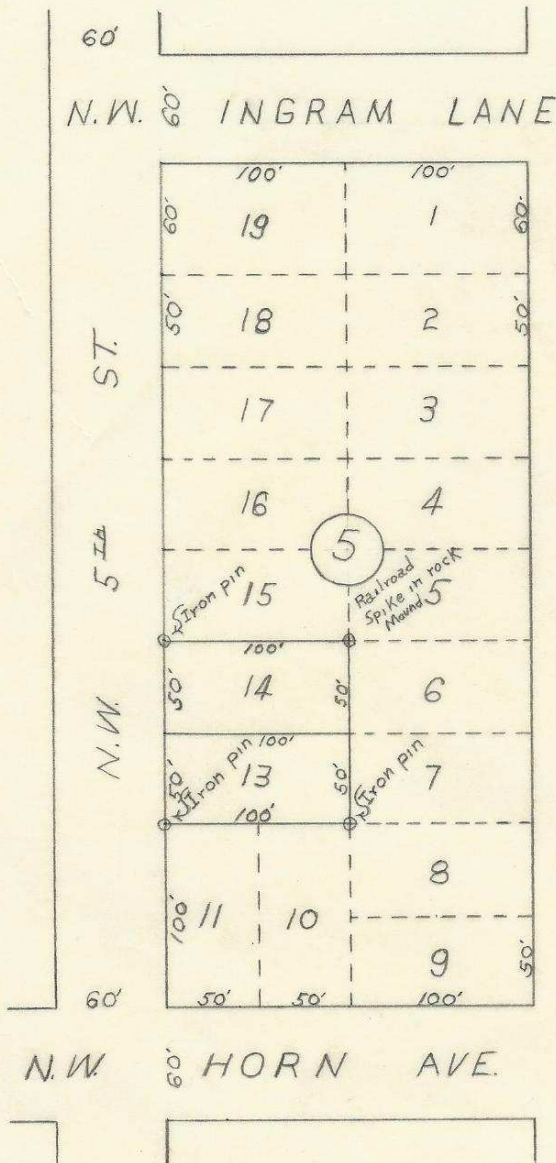 60'
N.W. 60' INGRAM LANE
100' 100'
60' 19 1 60'
50' 18 2 50'
17 3
ST.
16 4
5
5th
Iron pin 15 Railroad
Spike in rock
Mound 5
100'
50' 14 50' 6
N.W.
100'
50' Iron pin 13 50' Iron pin 7
100'
8
100' 11 10
9 50'
60' 50' 50' 100'
N.W. 60' HORN AVE.